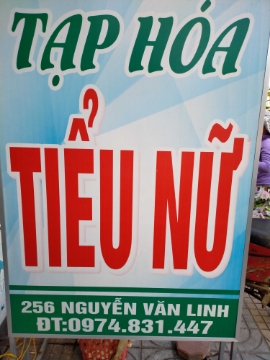 TẠP HÓA
TIỂU NỮ
256 NGUYỄN VĂN LINH
ĐT:0974.831.447